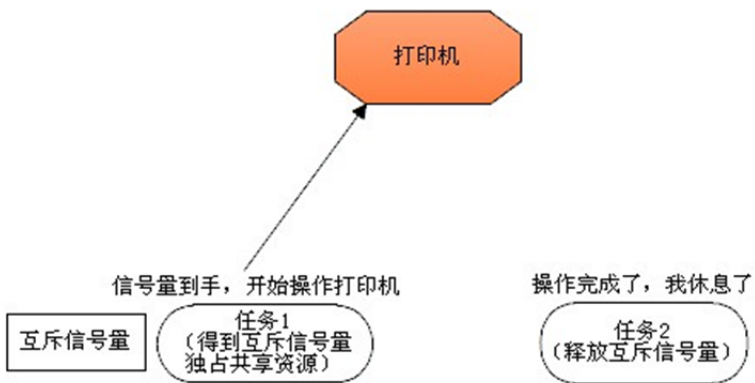 打印机
信号量到手，开始操作打印机
操作完成了，我休息了
互斥信号量
任务1
（得到互斥信号量
独占共享资源）
任务2
（释放互斥信号量）